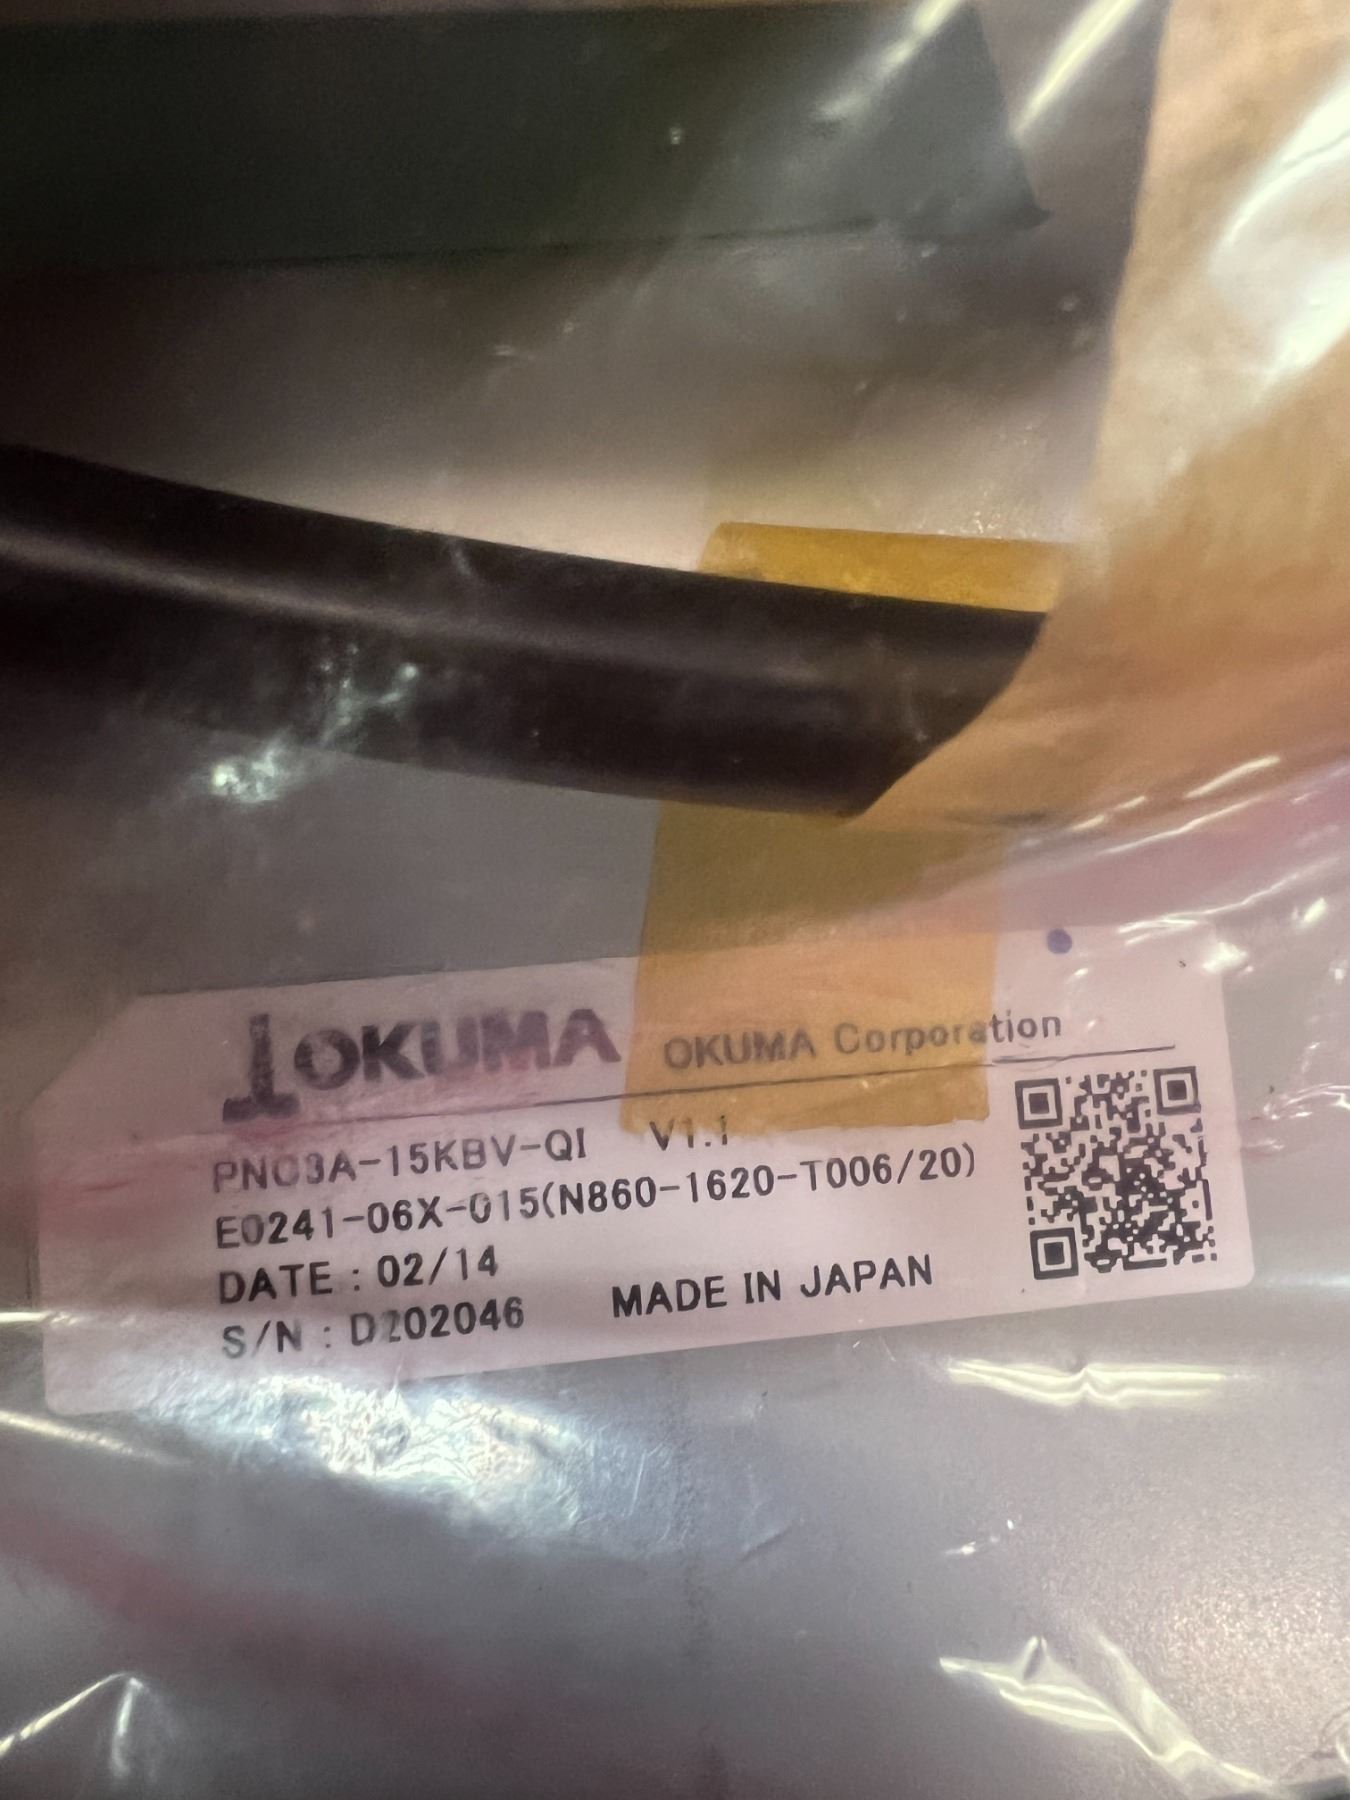 OKUMA OKUMA Corporation
PN03A-15KBV-QI V1.1
E0241-06X-015(N860-1620-T006/20)
DATE : 02/14
S/N : D202046 MADE IN JAPAN